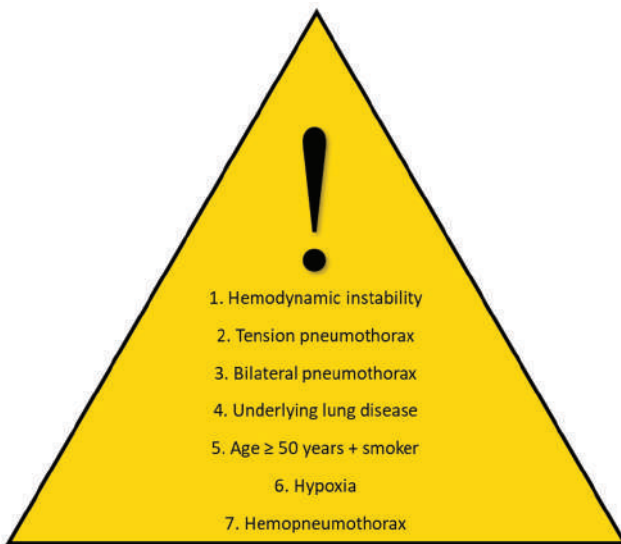 !
1. Hemodynamic instability
2. Tension pneumothorax
3. Bilateral pneumothorax
4. Underlying lung disease
5. Age ≥ 50 years + smoker
6. Hypoxia
7. Hemopneumothorax